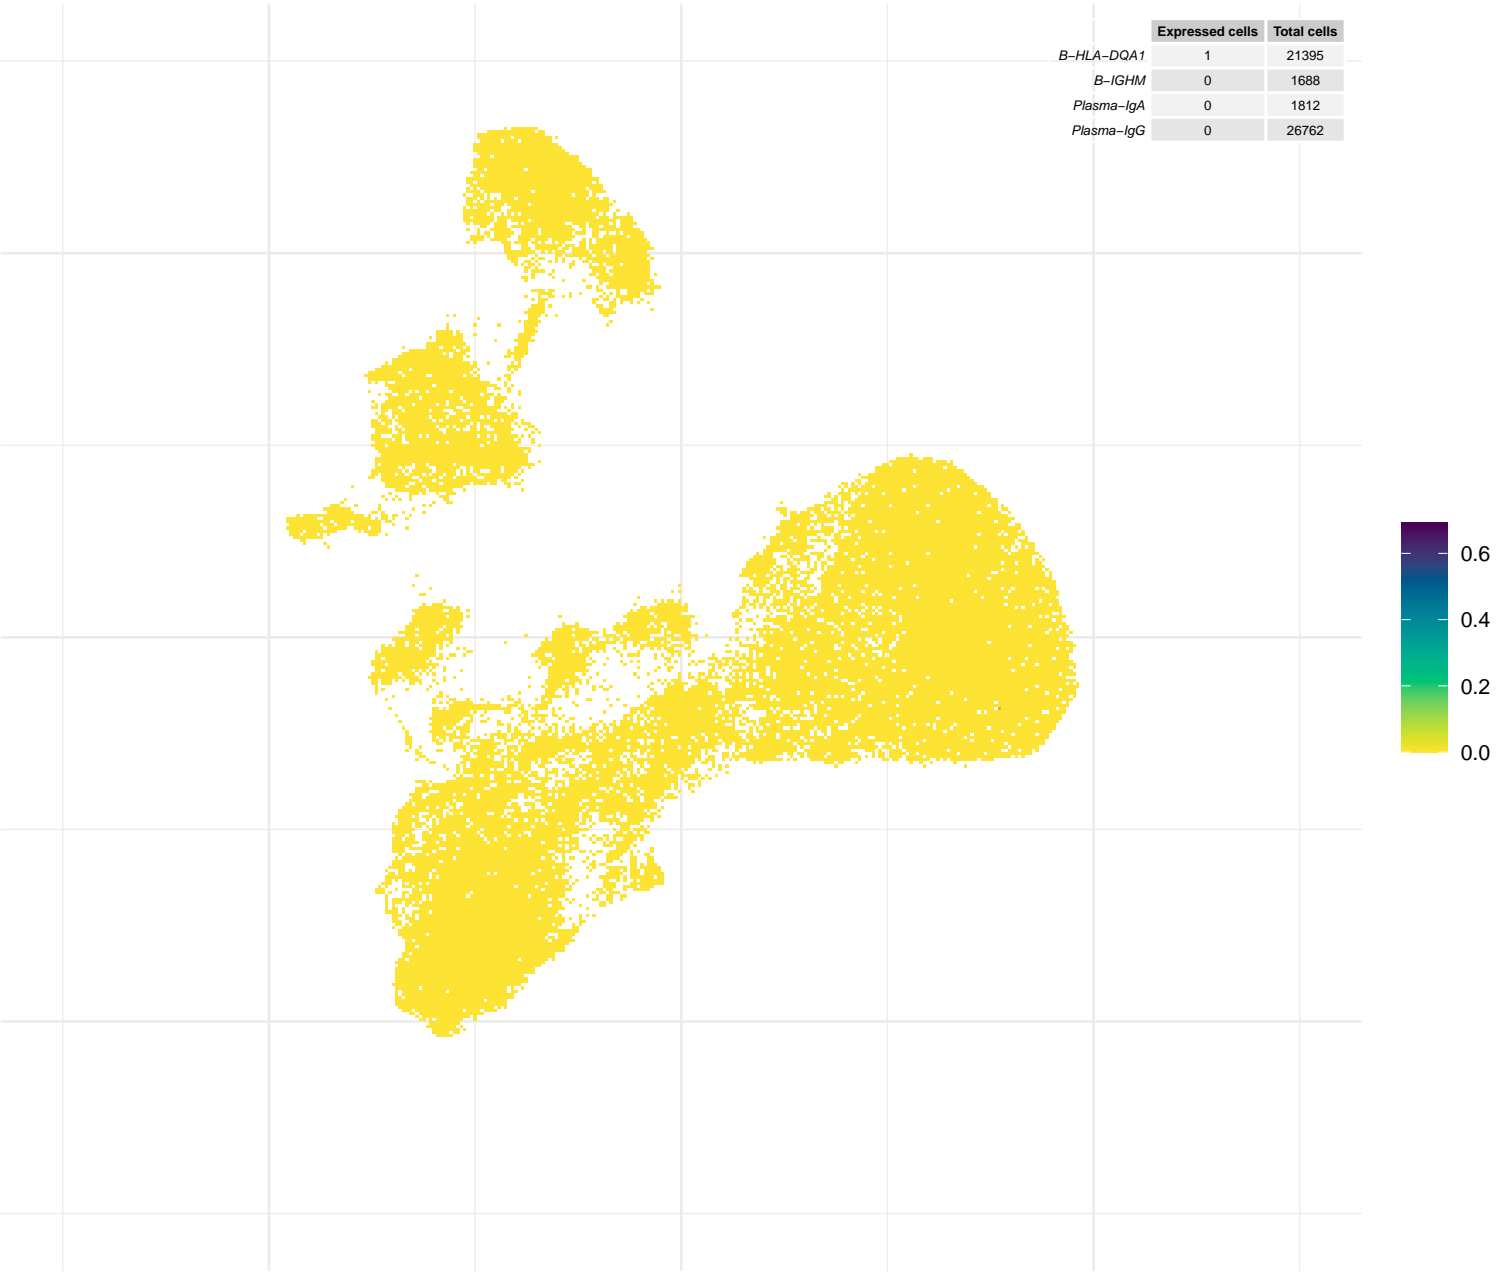 Expressed cells Total cells
B−HLA−DQA1 1 21395
B−IGHM 0 1688
Plasma−IgA 0 1812
Plasma−IgG 0 26762
0.6
0.4
0.2
0.0